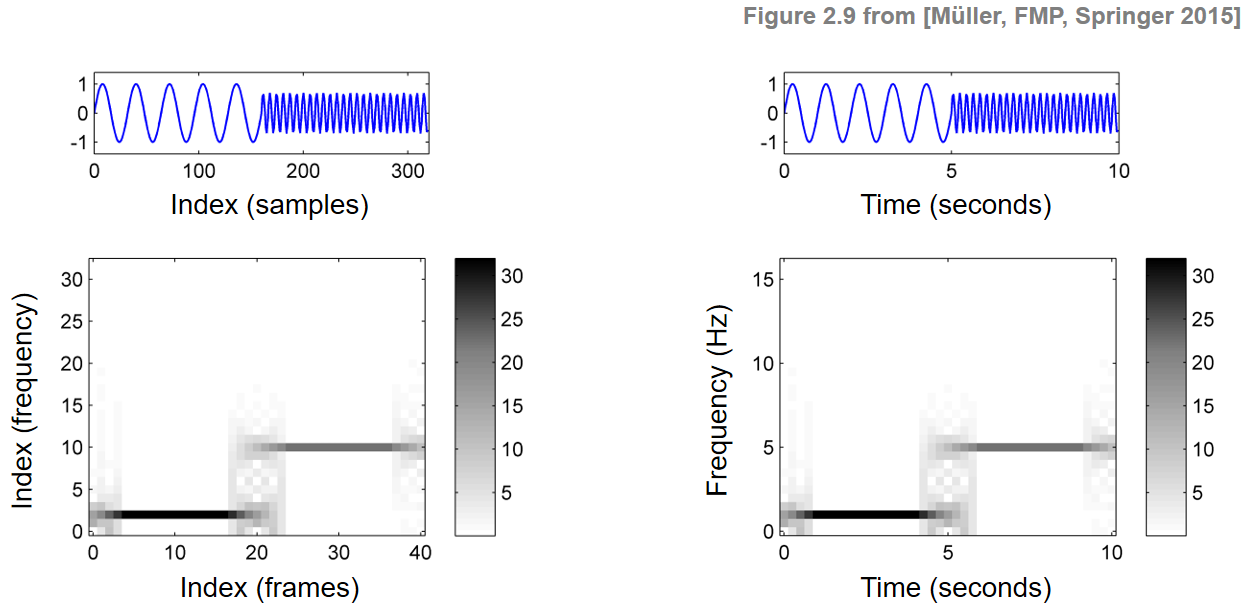 Figure 2.9 from [Müller, FMP, Springer 2015]
1
0
-1
0 100 200 300
Index (samples)
1
0
-1
0 5 10
Time (seconds)
Index (frequency)
30
25
20
15
10
5
0
0 10 20 30 40
Index (frames)
30
25
20
15
10
5
Frequency (Hz)
15
10
5
0
0 5 10
Time (seconds)
30
25
20
15
10
5